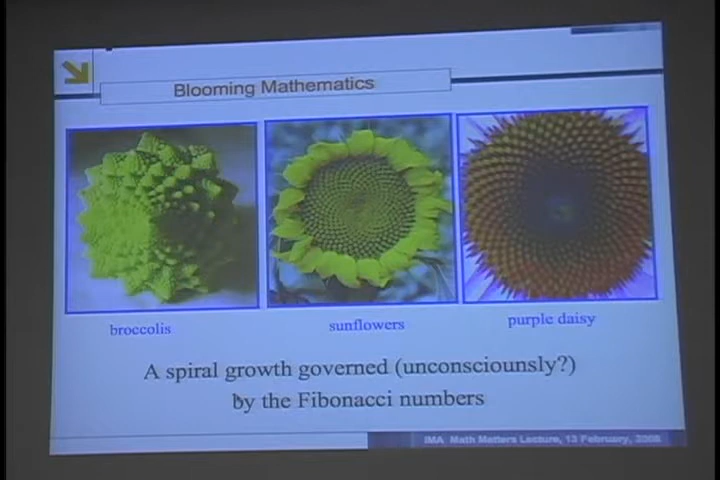 Blooming Mathematics
broccolis
sunflowers
purple daisy
A spiral growth governed (unconsciounsly?)
by the Fibonacci numbers
IMA Math Matters Lecture, 13 February, 2008